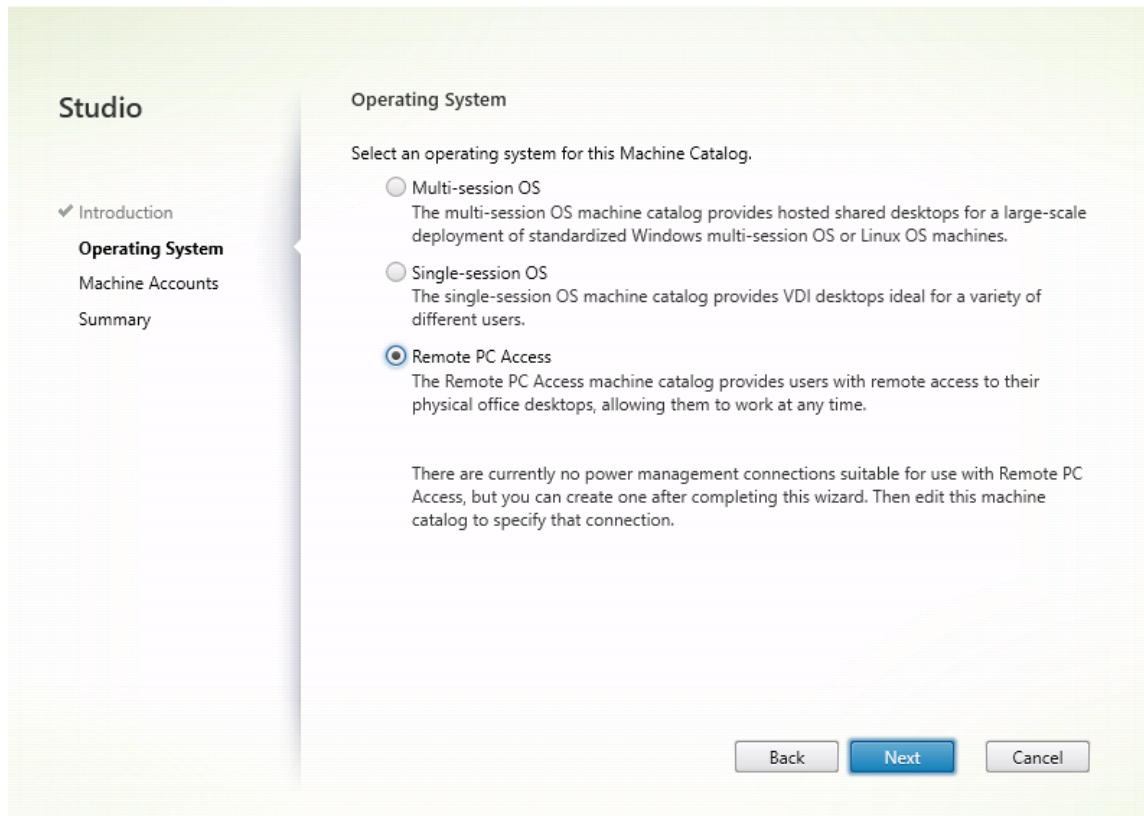 Studio
Introduction
Operating System
Machine Accounts
Summary
Operating System
Select an operating system for this Machine Catalog.
Multi-session OS
The multi-session OS machine catalog provides hosted shared desktops for a large-scale
deployment of standardized Windows multi-session OS or Linux OS machines.
Single-session OS
The single-session OS machine catalog provides VDI desktops ideal for a variety of
different users.
Remote PC Access
The Remote PC Access machine catalog provides users with remote access to their
physical office desktops, allowing them to work at any time.
There are currently no power management connections suitable for use with Remote PC
Access, but you can create one after completing this wizard. Then edit this machine
catalog to specify that connection.
Back
Next
Cancel